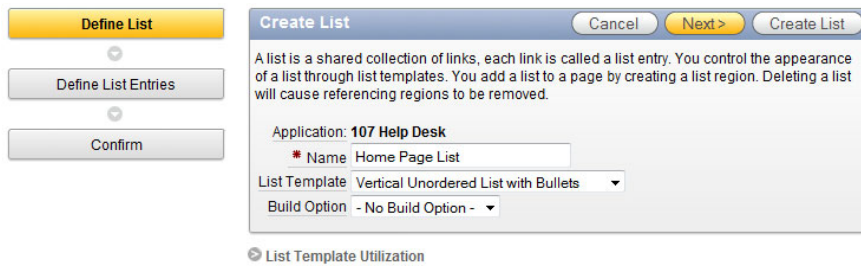 Define List
Define List Entries
Confirm
Create List
Cancel
Next >
Create List
A list is a shared collection of links, each link is called a list entry. You control the appearance
of a list through list templates. You add a list to a page by creating a list region. Deleting a list
will cause referencing regions to be removed.
Application: 107 Help Desk
* Name Home Page List
List Template Vertical Unordered List with Bullets
Build Option - No Build Option -
List Template Utilization